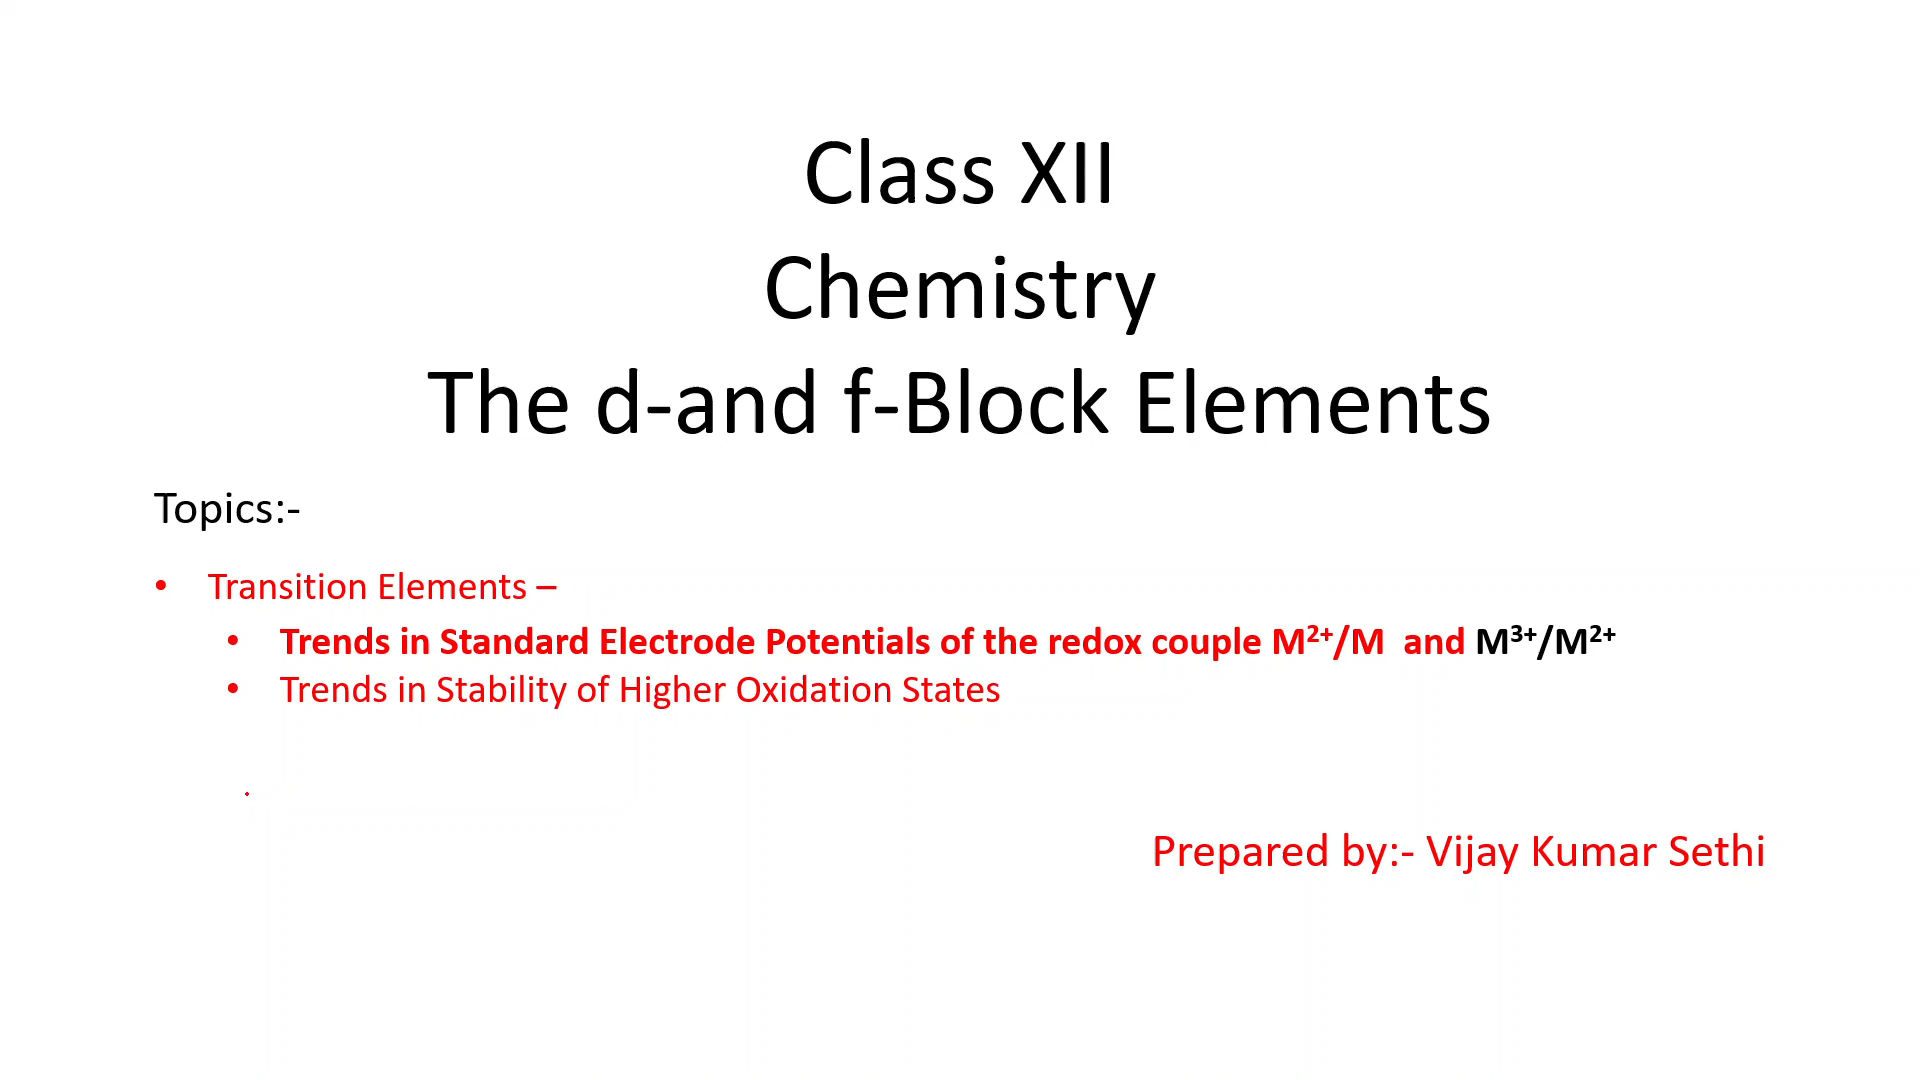 Class XII
Chemistry
The d-and f-Block Elements
Topics:-
• Transition Elements –
• Trends in Standard Electrode Potentials of the redox couple M²⁺/M and M³⁺/M²⁺
• Trends in Stability of Higher Oxidation States
Prepared by:- Vijay Kumar Sethi